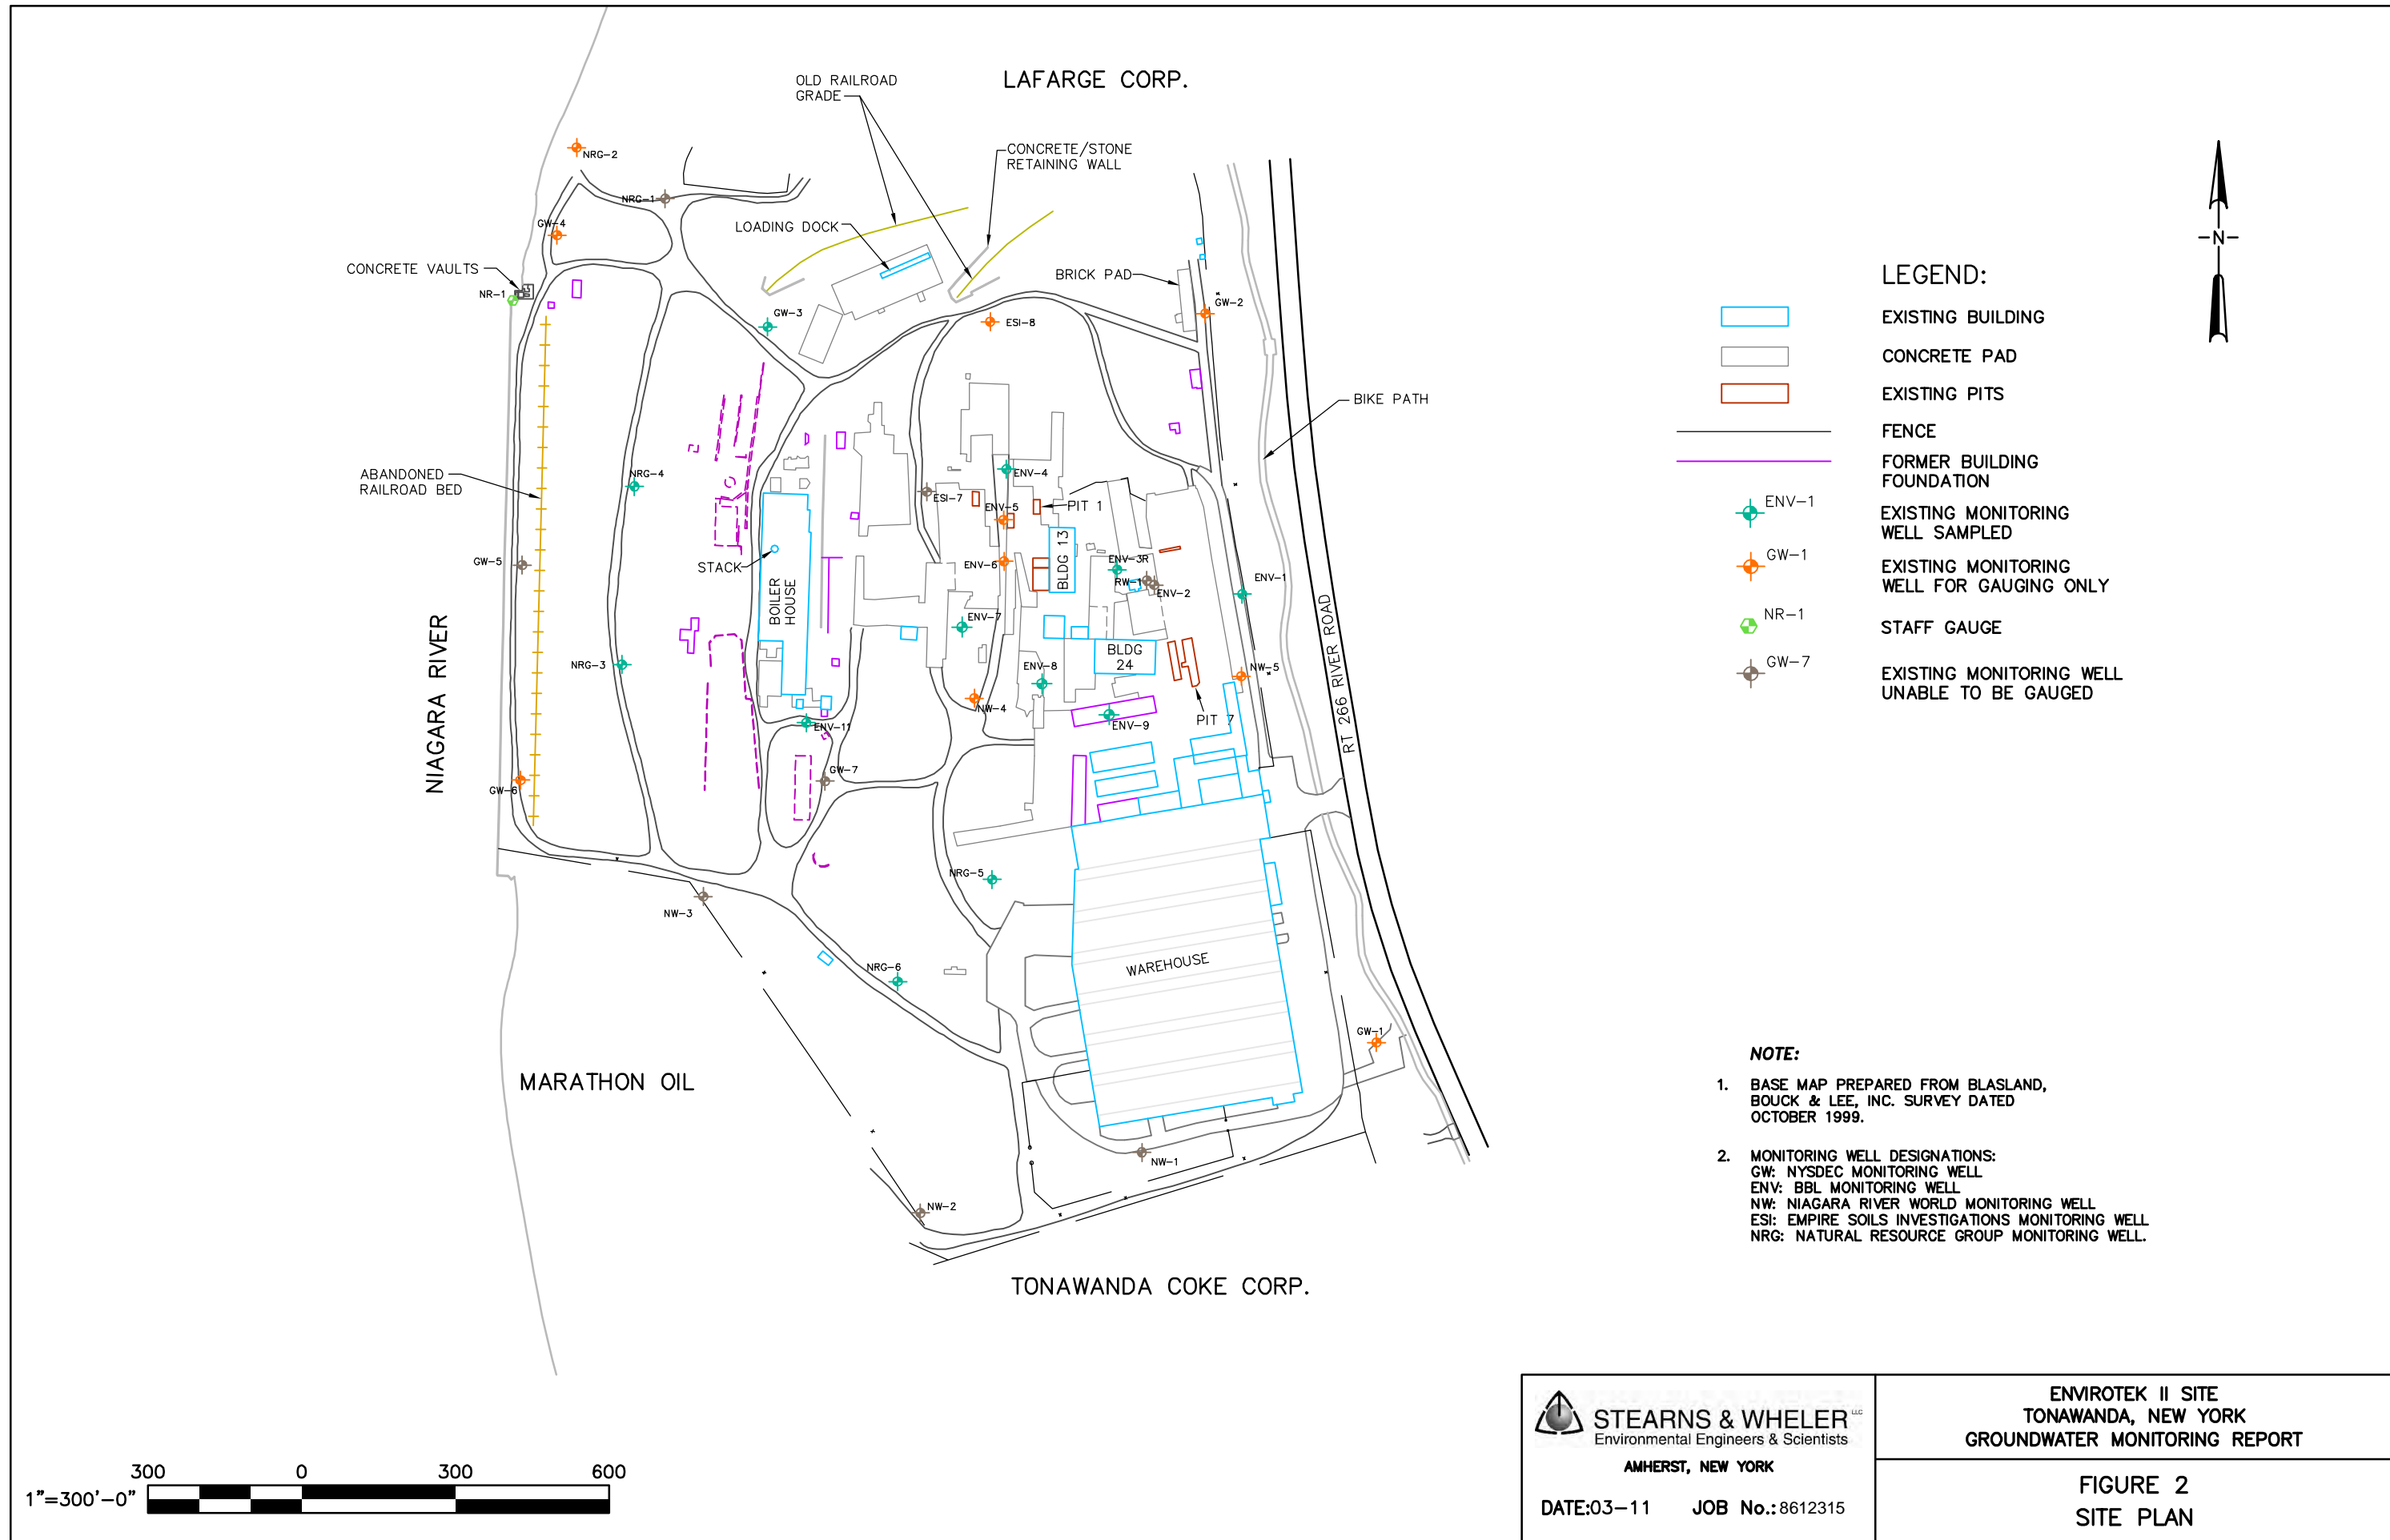 LAFARGE CORP.
OLD RAILROAD
GRADE
CONCRETE/STONE
RETAINING WALL
NRG-2
NRG-1
GW-4
LOADING DOCK
CONCRETE VAULTS
NR-1
BRICK PAD
GW-2
GW-3
ESI-8
BIKE PATH
ABANDONED
RAILROAD BED
NRG-4
ENV-4
ESI-7
ENV-5
PIT 1
BLDG 13
STACK
BOILER
HOUSE
GW-5
ENV-6
ENV-3R
RW-1
ENV-2
ENV-1
ENV-7
NIAGARA RIVER
NRG-3
ENV-8
BLDG
24
NW-5
RT 266 RIVER ROAD
NW-4
ENV-9
PIT 7
ENV-11
GW-7
GW-6
NRG-5
NW-3
NRG-6
WAREHOUSE
GW-1
MARATHON OIL
NW-1
NW-2
TONAWANDA COKE CORP.
-N-
LEGEND:
EXISTING BUILDING
CONCRETE PAD
EXISTING PITS
FENCE
FORMER BUILDING
FOUNDATION
ENV-1
EXISTING MONITORING
WELL SAMPLED
GW-1
EXISTING MONITORING
WELL FOR GAUGING ONLY
NR-1
STAFF GAUGE
GW-7
EXISTING MONITORING WELL
UNABLE TO BE GAUGED
NOTE:
1. BASE MAP PREPARED FROM BLASLAND,
BOUCK & LEE, INC. SURVEY DATED
OCTOBER 1999.
2. MONITORING WELL DESIGNATIONS:
GW: NYSDEC MONITORING WELL
ENV: BBL MONITORING WELL
NW: NIAGARA RIVER WORLD MONITORING WELL
ESI: EMPIRE SOILS INVESTIGATIONS MONITORING WELL
NRG: NATURAL RESOURCE GROUP MONITORING WELL.
300 0 300 600
1"=300'-0"
STEARNS & WHELER LLC
Environmental Engineers & Scientists
AMHERST, NEW YORK
DATE:03-11 JOB No.: 8612315
ENVIROTEK II SITE
TONAWANDA, NEW YORK
GROUNDWATER MONITORING REPORT
FIGURE 2
SITE PLAN